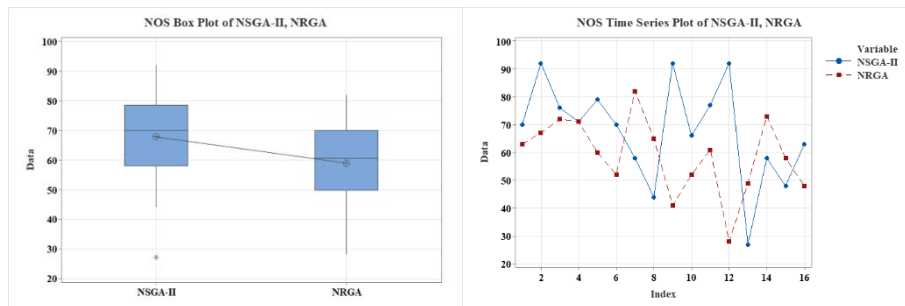 NOS Box Plot of NSGA-II, NRGA
100
90
80
70
60
50
40
30
20
Data
NSGA-II
NRGA
NOS Time Series Plot of NSGA-II, NRGA
100
90
80
70
60
50
40
30
20
Data
2 4 6 8 10 12 14 16
Index
Variable
NSGA-II
NRGA